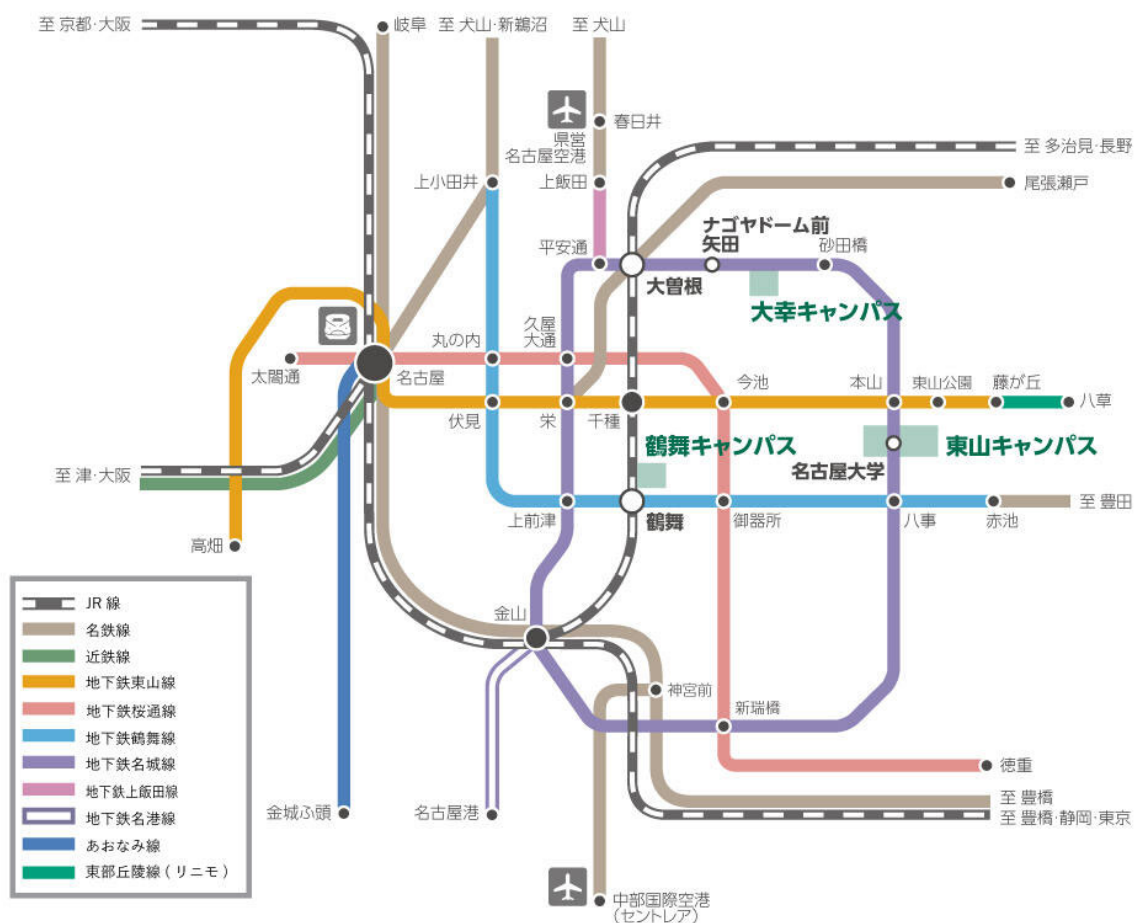 至 京都・大阪
岐阜
至 犬山・新鵜沼
至 犬山
春日井
県営
名古屋空港
至 多治見・長野
上小田井
上飯田
尾張瀬戸
ナゴヤドーム前
矢田
平安通
砂田橋
大曽根
大幸キャンパス
丸の内
久屋
大通
太閤通
名古屋
今池
本山
東山公園
藤が丘
八草
伏見
栄
千種
鶴舞キャンパス
東山キャンパス
名古屋大学
至 津・大阪
上前津
鶴舞
御器所
八事
赤池
至 豊田
高畑
金山
神宮前
新瑞橋
徳重
金城ふ頭
名古屋港
至 豊橋
至 豊橋・静岡・東京
中部国際空港
(セントレア)
JR 線
名鉄線
近鉄線
地下鉄東山線
地下鉄桜通線
地下鉄鶴舞線
地下鉄名城線
地下鉄上飯田線
地下鉄名港線
あおなみ線
東部丘陵線 ( リニモ )